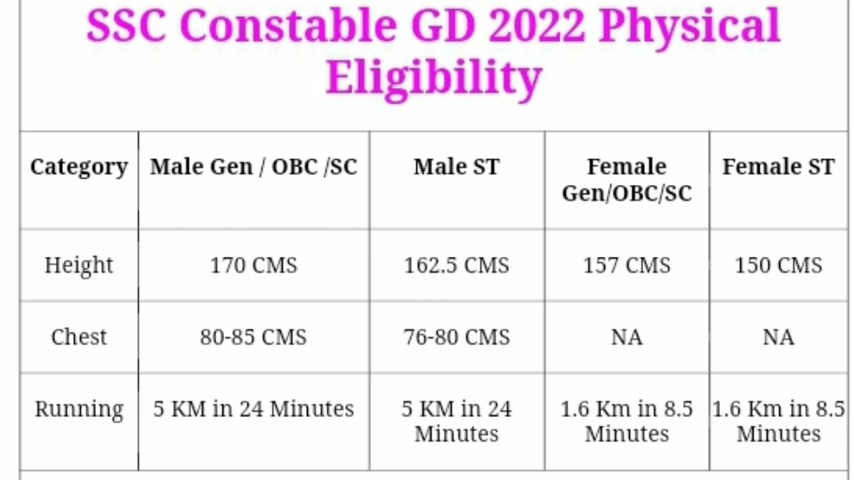 SSC Constable GD 2022 Physical
Eligibility
Category Male Gen / OBC /SC Male ST Female Gen/OBC/SC Female ST
Height 170 CMS 162.5 CMS 157 CMS 150 CMS
Chest 80-85 CMS 76-80 CMS NA NA
Running 5 KM in 24 Minutes 5 KM in 24 Minutes 1.6 Km in 8.5 Minutes 1.6 Km in 8.5 Minutes